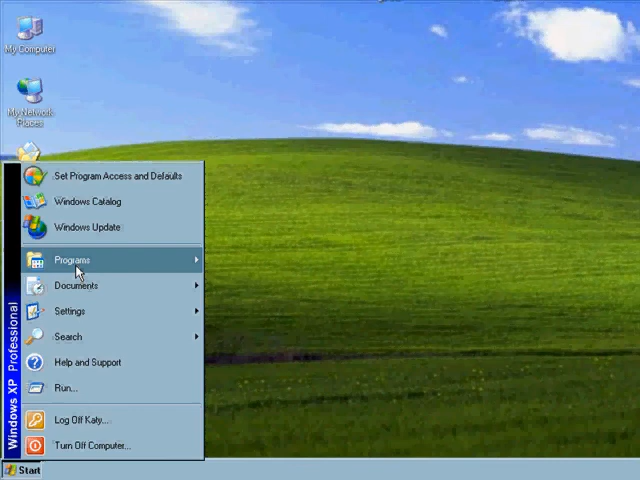 My Computer
My Network
Places
Set Program Access and Defaults
Windows Catalog
Windows Update
Programs
Documents
Settings
Search
Help and Support
Run...
Log Off Katy...
Turn Off Computer...
Windows XP Professional
Start